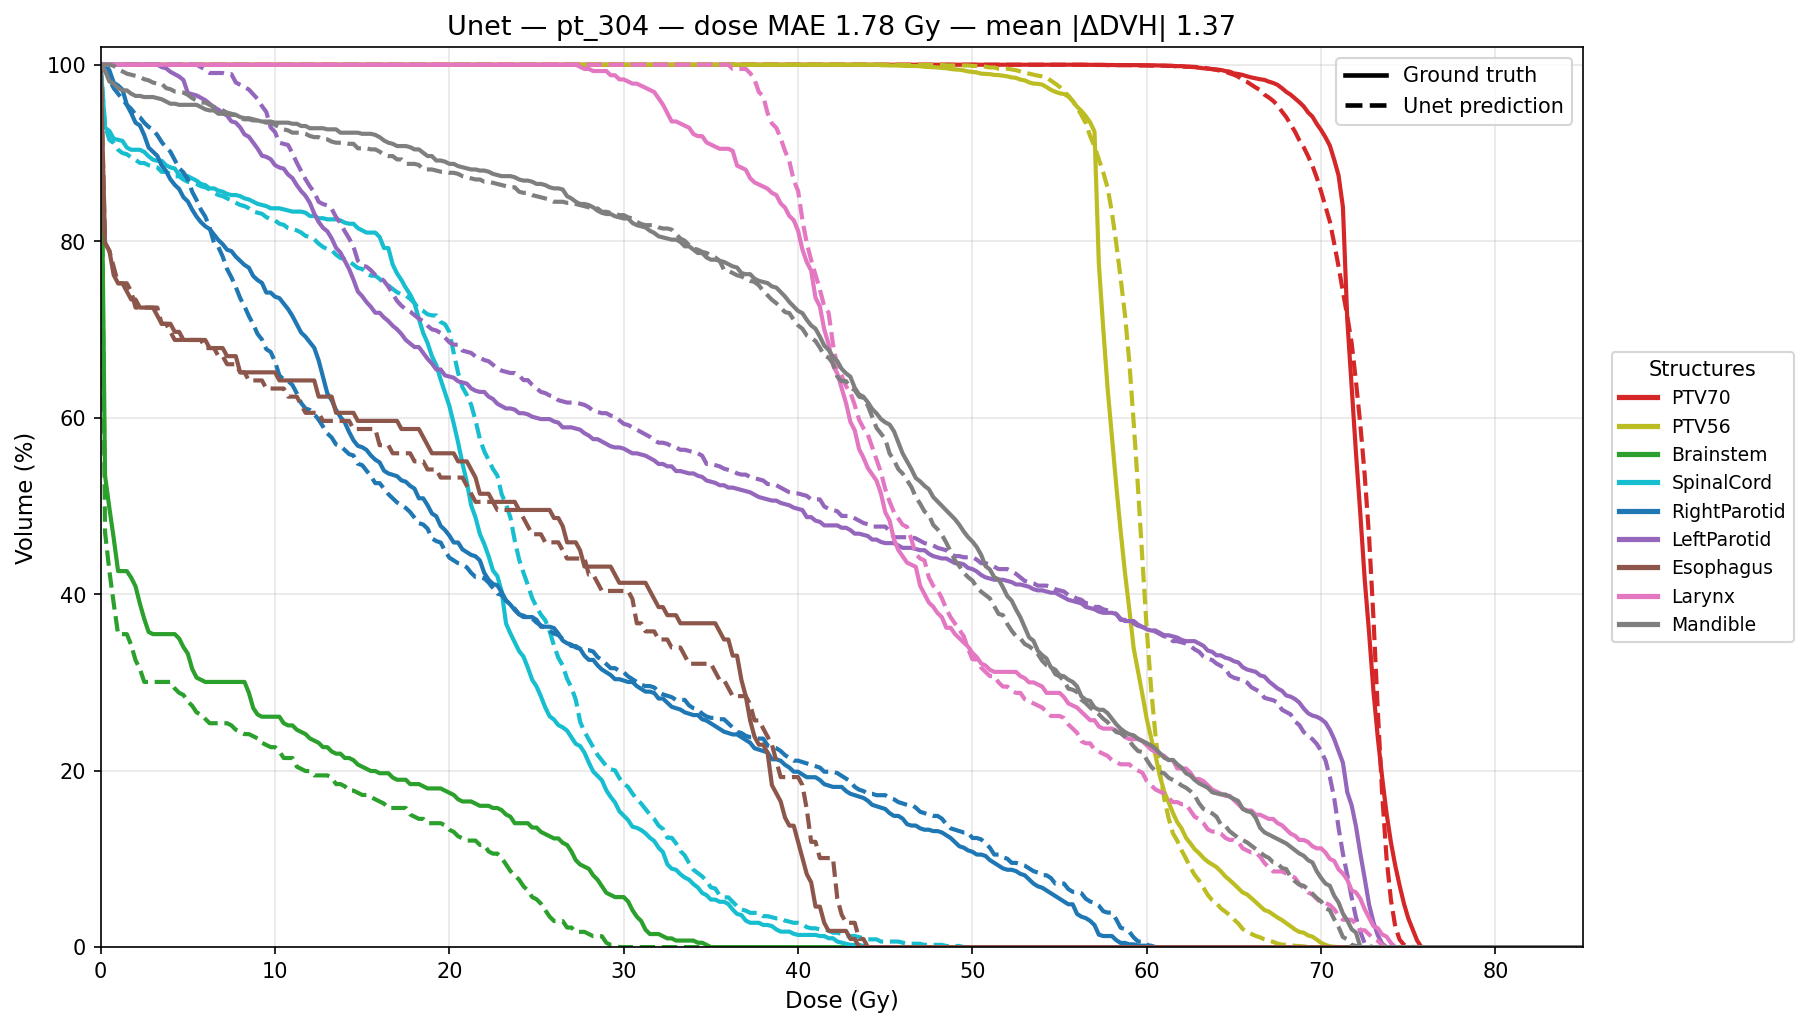 Unet — pt_304 — dose MAE 1.78 Gy — mean |ΔDVH| 1.37
Ground truth
Unet prediction
Volume (%)
100
80
60
40
20
0
0 10 20 30 40 50 60 70 80
Dose (Gy)
Structures
PTV70
PTV56
Brainstem
SpinalCord
RightParotid
LeftParotid
Esophagus
Larynx
Mandible